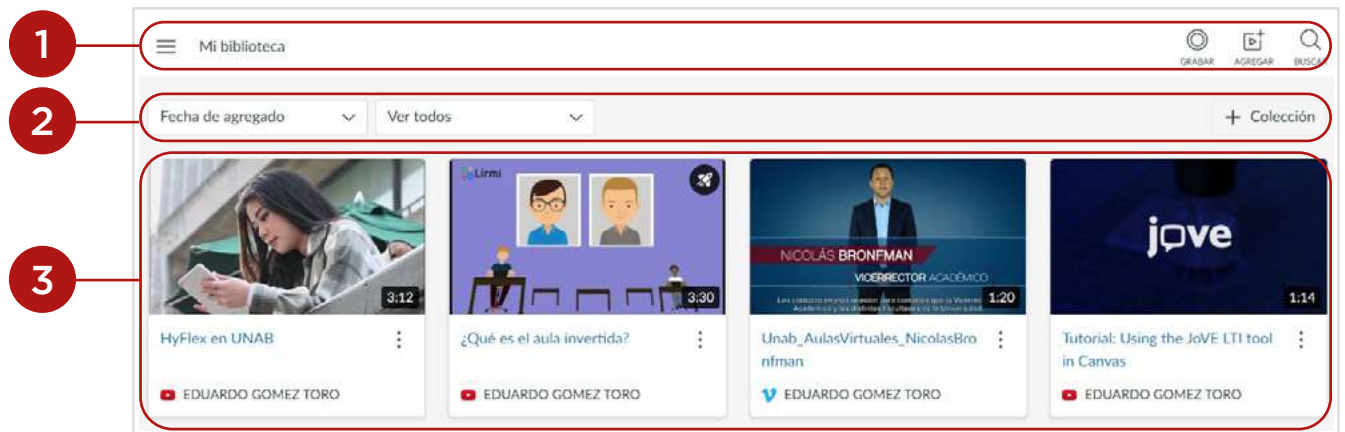 1
Mi biblioteca
GRABAR AGREGAR BUSCAR
2
Fecha de agregado Ver todos + Colección
3
Lirmi
NICOLÁS BRONFMAN
VICERRECTOR ACADÉMICO
jove
3:12 3:30 1:20 1:14
HyFlex en UNAB
¿Qué es el aula invertida?
Unab_AulasVirtuales_NicolasBro
nfman
Tutorial: Using the JoVE LTI tool
in Canvas
EDUARDO GOMEZ TORO EDUARDO GOMEZ TORO EDUARDO GOMEZ TORO EDUARDO GOMEZ TORO